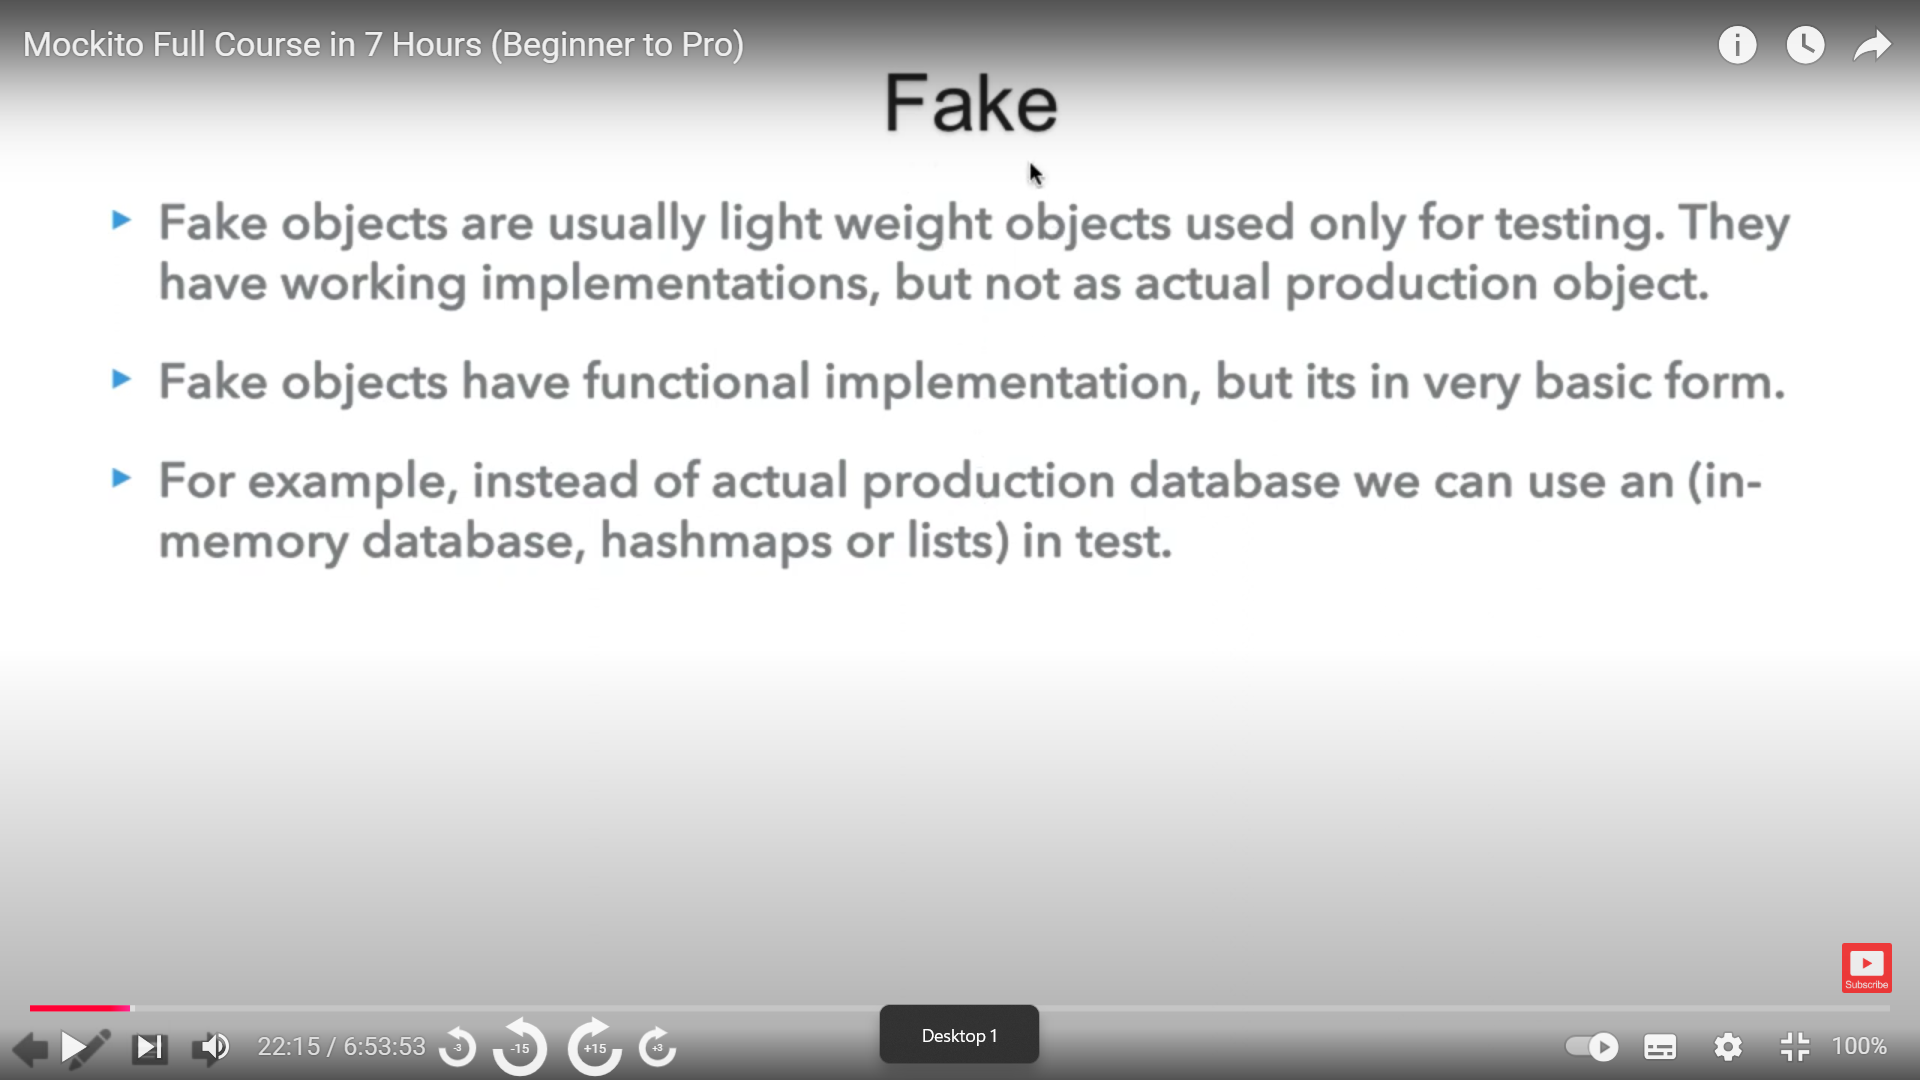 Mockito Full Course in 7 Hours (Beginner to Pro)
Fake
Fake objects are usually light weight objects used only for testing. They
have working implementations, but not as actual production object.
Fake objects have functional implementation, but its in very basic form.
For example, instead of actual production database we can use an (in-
memory database, hashmaps or lists) in test.
Subscribe
22:15 / 6:53:53
-3
-15
+15
+3
Desktop 1
100%